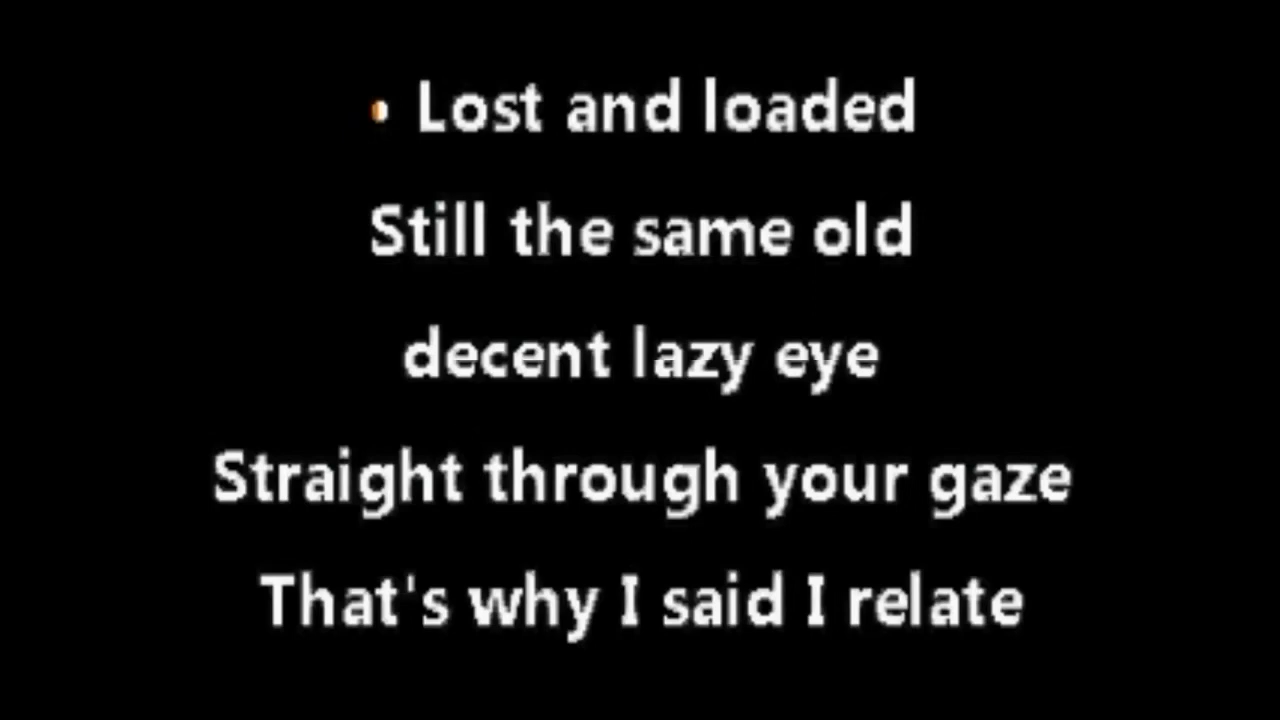 • Lost and loaded
Still the same old
decent lazy eye
Straight through your gaze
That's why I said I relate